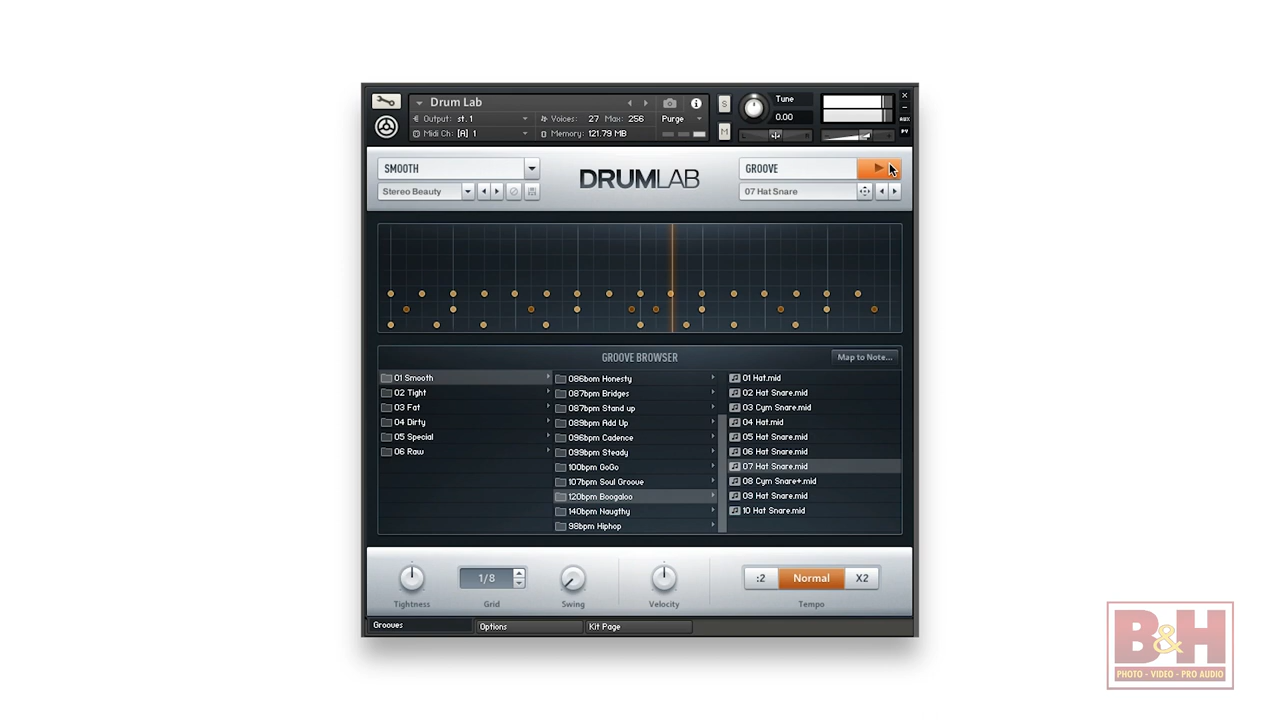 Drum Lab
S
Tune
Output: st. 1
Voices: 27 Max: 256
Purge
0.00
Midi Ch: [A] 1
Memory: 121.79 MB
M
L
R
AUX
PV
SMOOTH
DRUMLAB
GROOVE
Stereo Beauty
07 Hat Snare
GROOVE BROWSER
Map to Note...
01 Smooth
02 Tight
03 Fat
04 Dirty
05 Special
06 Raw
086bpm Honesty
087bpm Bridges
087bpm Stand up
089bpm Add Up
096bpm Cadence
099bpm Steady
100bpm GoGo
107bpm Soul Groove
120bpm Boogaloo
140bpm Naugthy
98bpm Hiphop
01 Hat.mid
02 Hat Snare.mid
03 Cym Snare.mid
04 Hat.mid
05 Hat Snare.mid
06 Hat Snare.mid
07 Hat Snare.mid
08 Cym Snare+.mid
09 Hat Snare.mid
10 Hat Snare.mid
1/8
:2
Normal
X2
Tightness
Grid
Swing
Velocity
Tempo
Grooves
Options
Kit Page
B&H
PHOTO - VIDEO - PRO AUDIO